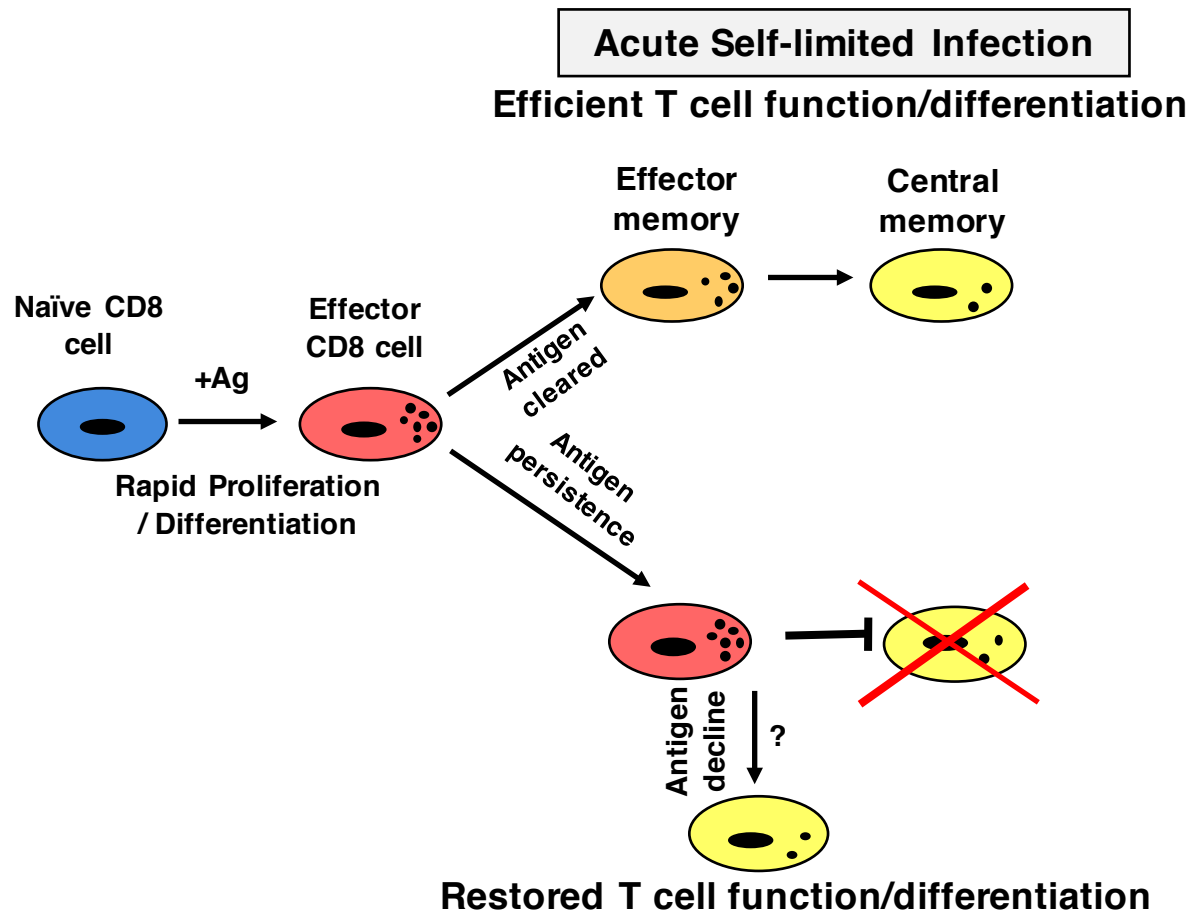 Acute Self-limited Infection
Efficient T cell function/differentiation
Effector
memory
Central
memory
Naïve CD8
cell
Effector
CD8 cell
+Ag
Antigen
cleared
Rapid Proliferation
/ Differentiation
Antigen
persistence
Antigen
decline
?
Restored T cell function/differentiation